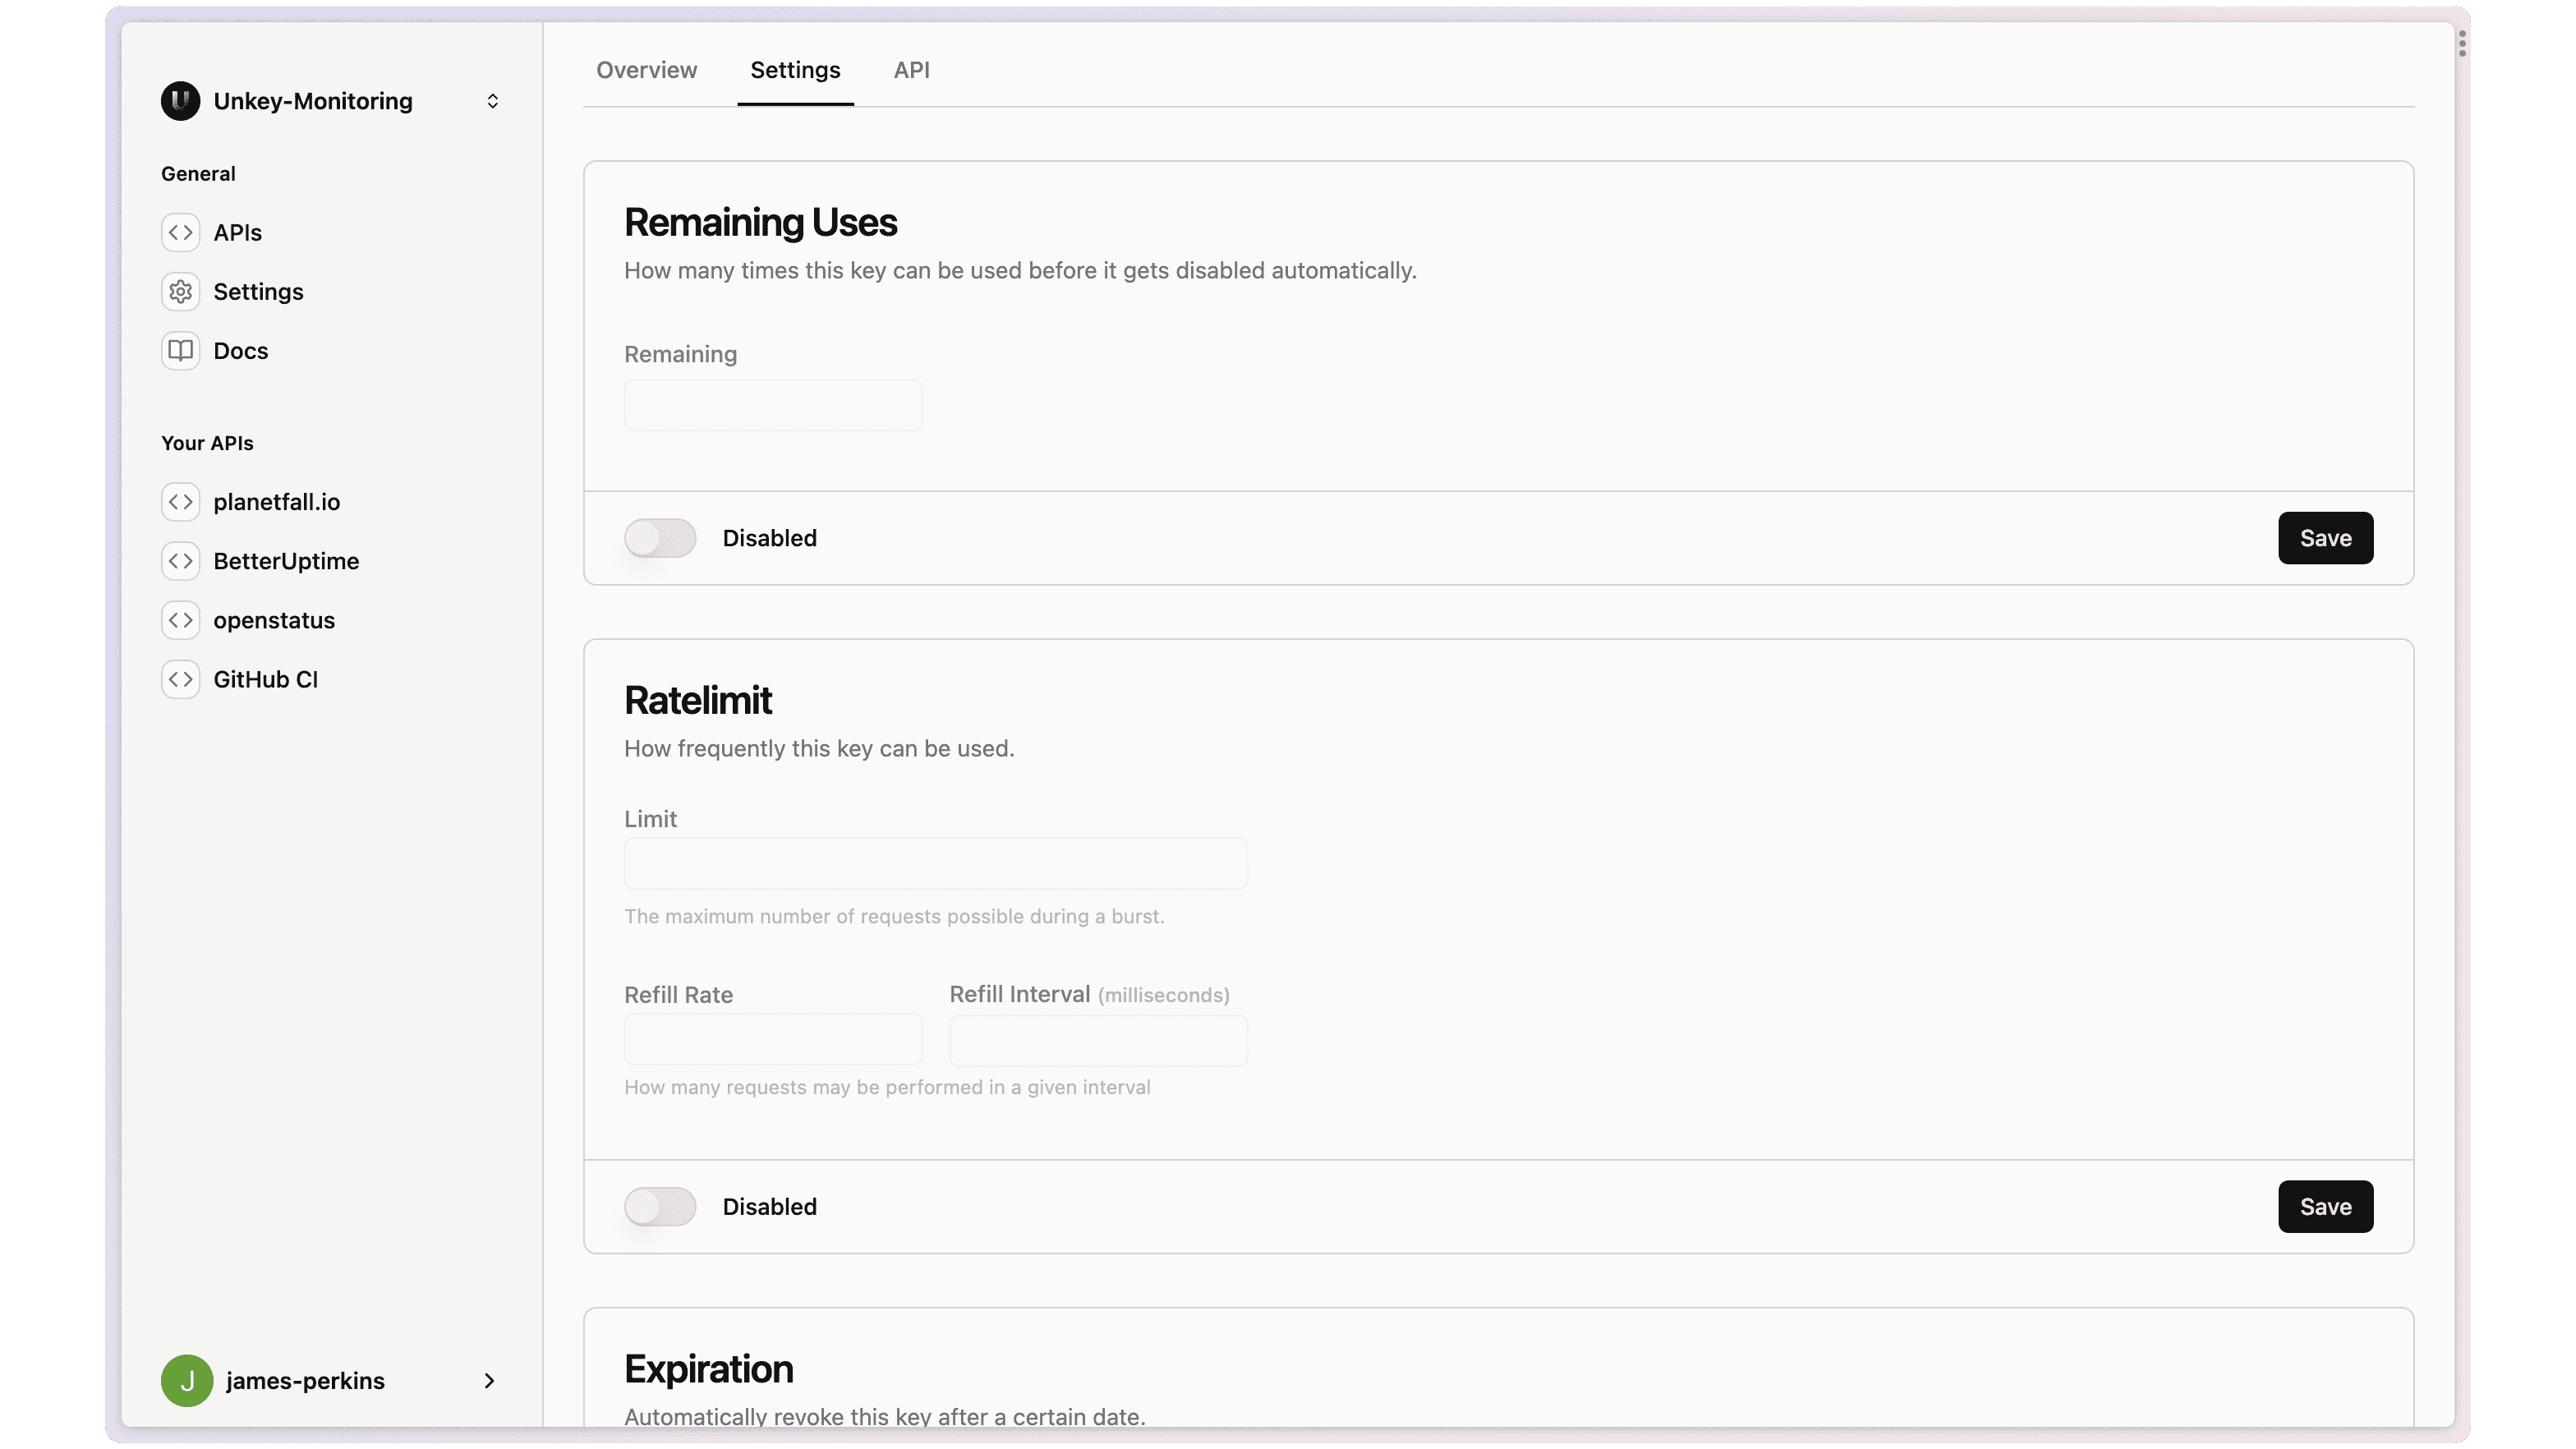 Unkey-Monitoring
General
APIs
Settings
Docs
Your APIs
planetfall.io
BetterUptime
openstatus
GitHub CI
J james-perkins
Overview Settings API
Remaining Uses
How many times this key can be used before it gets disabled automatically.
Remaining
Disabled Save
Ratelimit
How frequently this key can be used.
Limit
The maximum number of requests possible during a burst.
Refill Rate Refill Interval (milliseconds)
How many requests may be performed in a given interval
Disabled Save
Expiration
Automatically revoke this key after a certain date.